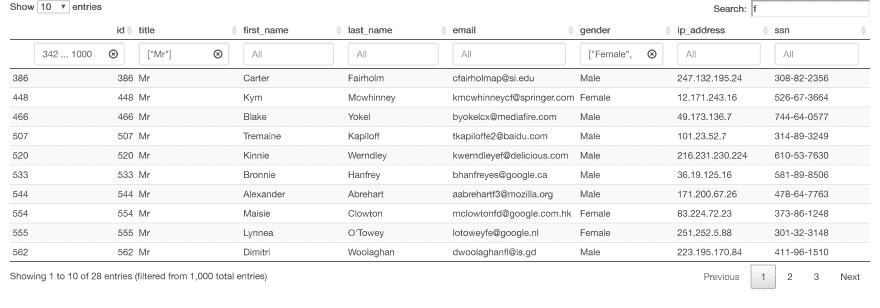 Show 10 entries Search: f
id title first_name last_name email gender ip_address ssn
342 ... 1000 ["Mr"] All All All ["Female", All All
386 386 Mr Carter Fairholm cfairholmap@si.edu Male 247.132.195.24 308-82-2356
448 448 Mr Kym Mcwhinney kmcwhinneycf@springer.com Female 12.171.243.16 526-67-3664
466 466 Mr Blake Yokel byokelcx@mediafire.com Male 49.173.136.7 744-64-0577
507 507 Mr Tremaine Kapiloff tkapiloffe2@baidu.com Male 101.23.52.7 314-89-3249
520 520 Mr Kinnie Werndley kwerndleyef@delicious.com Male 216.231.230.224 610-53-7630
533 533 Mr Bronnie Hanfrey bhanfreyes@google.ca Male 36.19.125.16 581-89-8506
544 544 Mr Alexander Abrehart aabrehartf3@mozilla.org Male 171.200.67.26 478-64-7763
554 554 Mr Maisie Clowton mclowtonfd@google.com.hk Female 83.224.72.23 373-86-1248
555 555 Mr Lynnea O'Towey lotoweyfe@google.nl Female 251.252.5.88 301-32-3148
562 562 Mr Dimitri Woolaghan dwoolaghanfl@is.gd Male 223.195.170.84 411-96-1510
Showing 1 to 10 of 28 entries (filtered from 1,000 total entries) Previous 1 2 3 Next